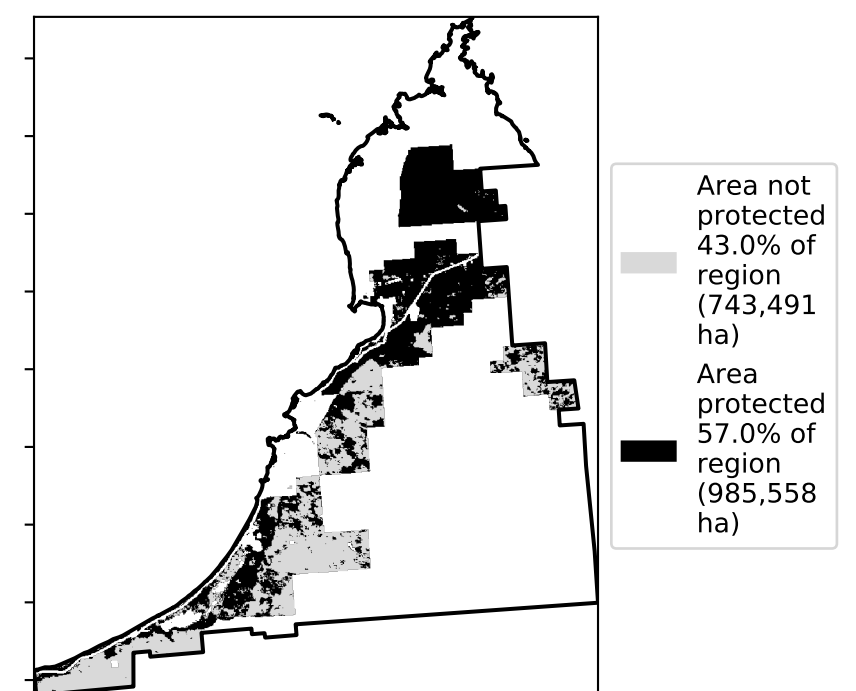 Area not
protected
43.0% of
region
(743,491
ha)
Area
protected
57.0% of
region
(985,558
ha)